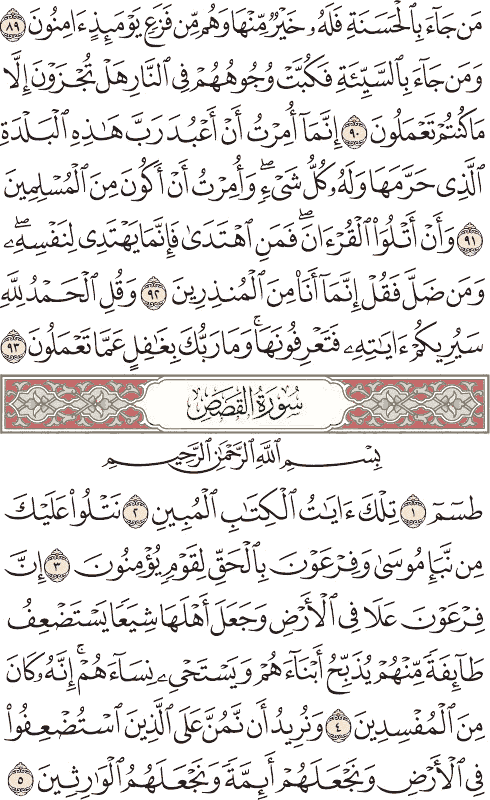 مَن جَآءَ بِٱلْحَسَنَةِ فَلَهُۥ خَيْرٌ مِّنْهَا وَهُم مِّن فَزَعٍ يَوْمَئِذٍ ءَامِنُونَ ٨٩
وَمَن جَآءَ بِٱلسَّيِّئَةِ فَكُبَّتْ وُجُوهُهُمْ فِى ٱلنَّارِ هَلْ تُجْزَوْنَ إِلَّا
مَا كُنتُمْ تَعْمَلُونَ ٩٠ إِنَّمَآ أُمِرْتُ أَنْ أَعْبُدَ رَبَّ هَٰذِهِ ٱلْبَلْدَةِ
ٱلَّذِى حَرَّمَهَا وَلَهُۥ كُلُّ شَىْءٍ ۖ وَأُمِرْتُ أَنْ أَكُونَ مِنَ ٱلْمُسْلِمِينَ
٩١ وَأَنْ أَتْلُوَا۟ ٱلْقُرْءَانَ ۖ فَمَنِ ٱهْتَدَىٰ فَإِنَّمَا يَهْتَدِى لِنَفْسِهِۦ ۖ
وَمَن ضَلَّ فَقُلْ إِنَّمَآ أَنَا۠ مِنَ ٱلْمُنذِرِينَ ٩٢ وَقُلِ ٱلْحَمْدُ لِلَّهِ
سَيُرِيكُمْ ءَايَٰتِهِۦ فَتَعْرِفُونَهَا ۚ وَمَا رَبُّكَ بِغَٰفِلٍ عَمَّا تَعْمَلُونَ ٩٣
سُورَةُ القَصَصِ
بِسْمِ ٱللَّهِ ٱلرَّحْمَٰنِ ٱلرَّحِيمِ
طسٓمٓ ١ تِلْكَ ءَايَٰتُ ٱلْكِتَٰبِ ٱلْمُبِينِ ٢ نَتْلُوا۟ عَلَيْكَ
مِن نَّبَإِ مُوسَىٰ وَفِرْعَوْنَ بِٱلْحَقِّ لِقَوْمٍ يُؤْمِنُونَ ٣ إِنَّ
فِرْعَوْنَ عَلَا فِى ٱلْأَرْضِ وَجَعَلَ أَهْلَهَا شِيَعًا يَسْتَضْعِفُ
طَآئِفَةً مِّنْهُمْ يُذَبِّحُ أَبْنَآءَهُمْ وَيَسْتَحْىِۦ نِسَآءَهُمْ ۚ إِنَّهُۥ كَانَ
مِنَ ٱلْمُفْسِدِينَ ٤ وَنُرِيدُ أَن نَّمُنَّ عَلَى ٱلَّذِينَ ٱسْتُضْعِفُوا۟
فِى ٱلْأَرْضِ وَنَجْعَلَهُمْ أَئِمَّةً وَنَجْعَلَهُمُ ٱلْوَٰرِثِينَ ٥